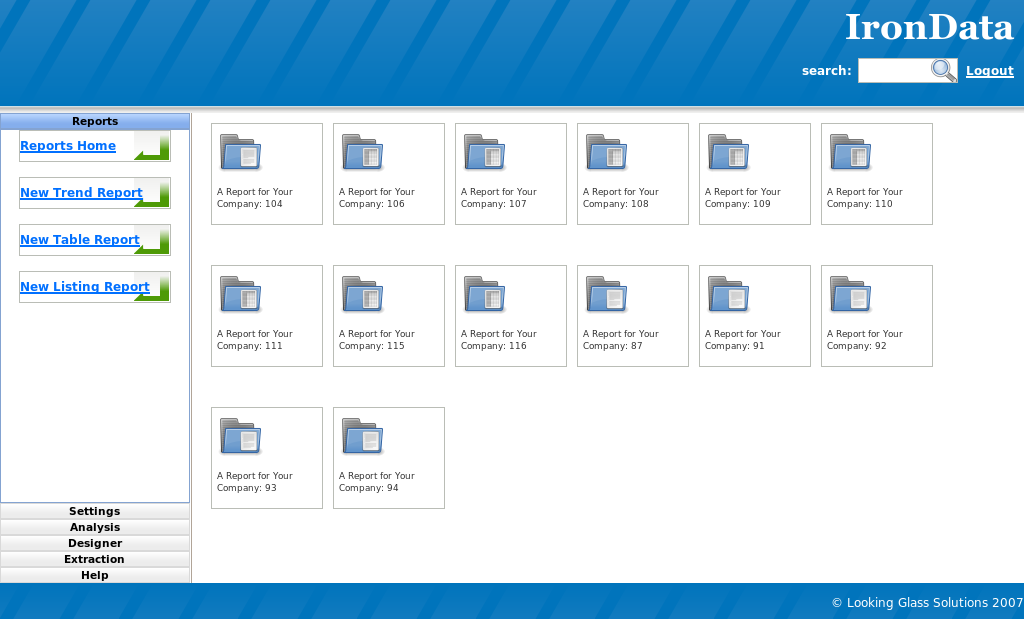 IronData
search:
Logout
Reports
Reports Home
New Trend Report
New Table Report
New Listing Report
Settings
Analysis
Designer
Extraction
Help
A Report for Your
Company: 104
A Report for Your
Company: 106
A Report for Your
Company: 107
A Report for Your
Company: 108
A Report for Your
Company: 109
A Report for Your
Company: 110
A Report for Your
Company: 111
A Report for Your
Company: 115
A Report for Your
Company: 116
A Report for Your
Company: 87
A Report for Your
Company: 91
A Report for Your
Company: 92
A Report for Your
Company: 93
A Report for Your
Company: 94
© Looking Glass Solutions 2007